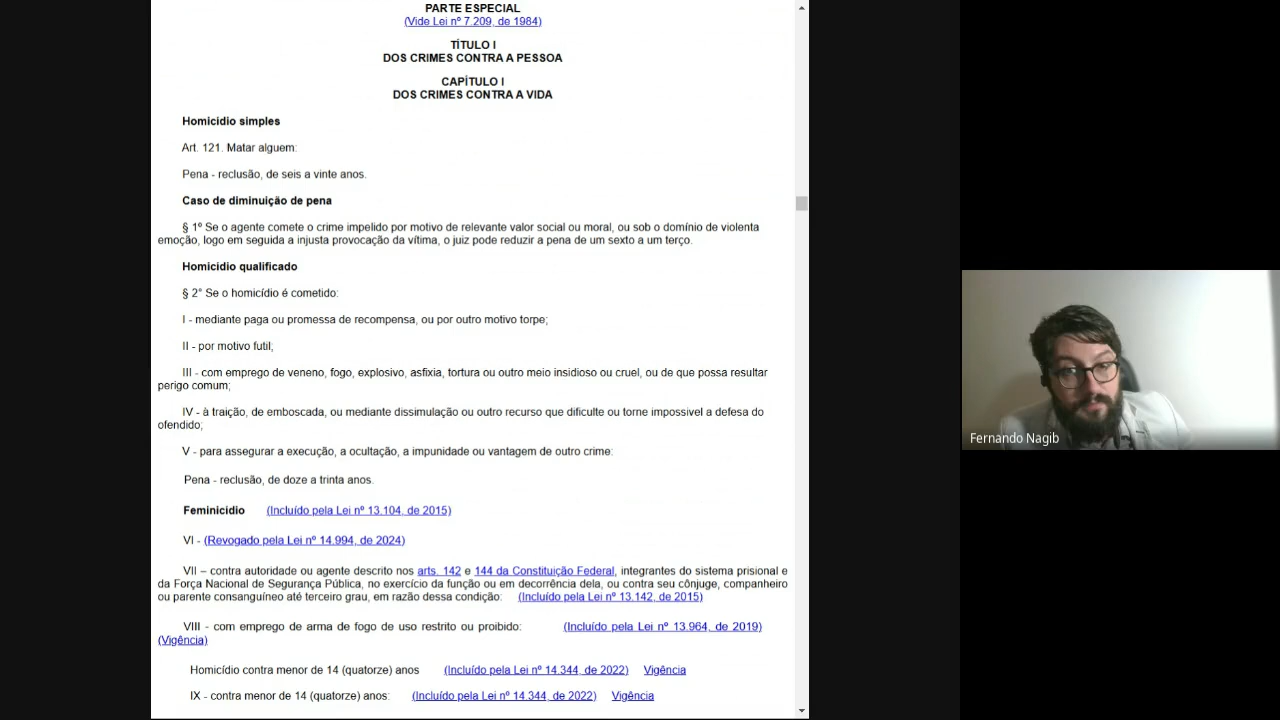 PARTE ESPECIAL
(Vide Lei nº 7.209, de 1984)
TÍTULO I
DOS CRIMES CONTRA A PESSOA
CAPÍTULO I
DOS CRIMES CONTRA A VIDA
Homicidio simples
Art. 121. Matar alguem:
Pena - reclusão, de seis a vinte anos.
Caso de diminuição de pena
§ 1º Se o agente comete o crime impelido por motivo de relevante valor social ou moral, ou sob o domínio de violenta
emoção, logo em seguida a injusta provocação da vítima, o juiz pode reduzir a pena de um sexto a um terço.
Homicidio qualificado
§ 2° Se o homicídio é cometido:
I - mediante paga ou promessa de recompensa, ou por outro motivo torpe;
II - por motivo futil;
III - com emprego de veneno, fogo, explosivo, asfixia, tortura ou outro meio insidioso ou cruel, ou de que possa resultar
perigo comum;
IV - à traição, de emboscada, ou mediante dissimulação ou outro recurso que dificulte ou torne impossivel a defesa do
ofendido;
V - para assegurar a execução, a ocultação, a impunidade ou vantagem de outro crime:
Pena - reclusão, de doze a trinta anos.
Feminicídio (Incluído pela Lei nº 13.104, de 2015)
VI - (Revogado pela Lei nº 14.994, de 2024)
VII – contra autoridade ou agente descrito nos arts. 142 e 144 da Constituição Federal, integrantes do sistema prisional e
da Força Nacional de Segurança Pública, no exercício da função ou em decorrência dela, ou contra seu cônjuge, companheiro
ou parente consanguíneo até terceiro grau, em razão dessa condição: (Incluído pela Lei nº 13.142, de 2015)
VIII - com emprego de arma de fogo de uso restrito ou proibido: (Incluído pela Lei nº 13.964, de 2019)
(Vigência)
Homicídio contra menor de 14 (quatorze) anos (Incluído pela Lei nº 14.344, de 2022) Vigência
IX - contra menor de 14 (quatorze) anos: (Incluído pela Lei nº 14.344, de 2022) Vigência
Fernando Nagib